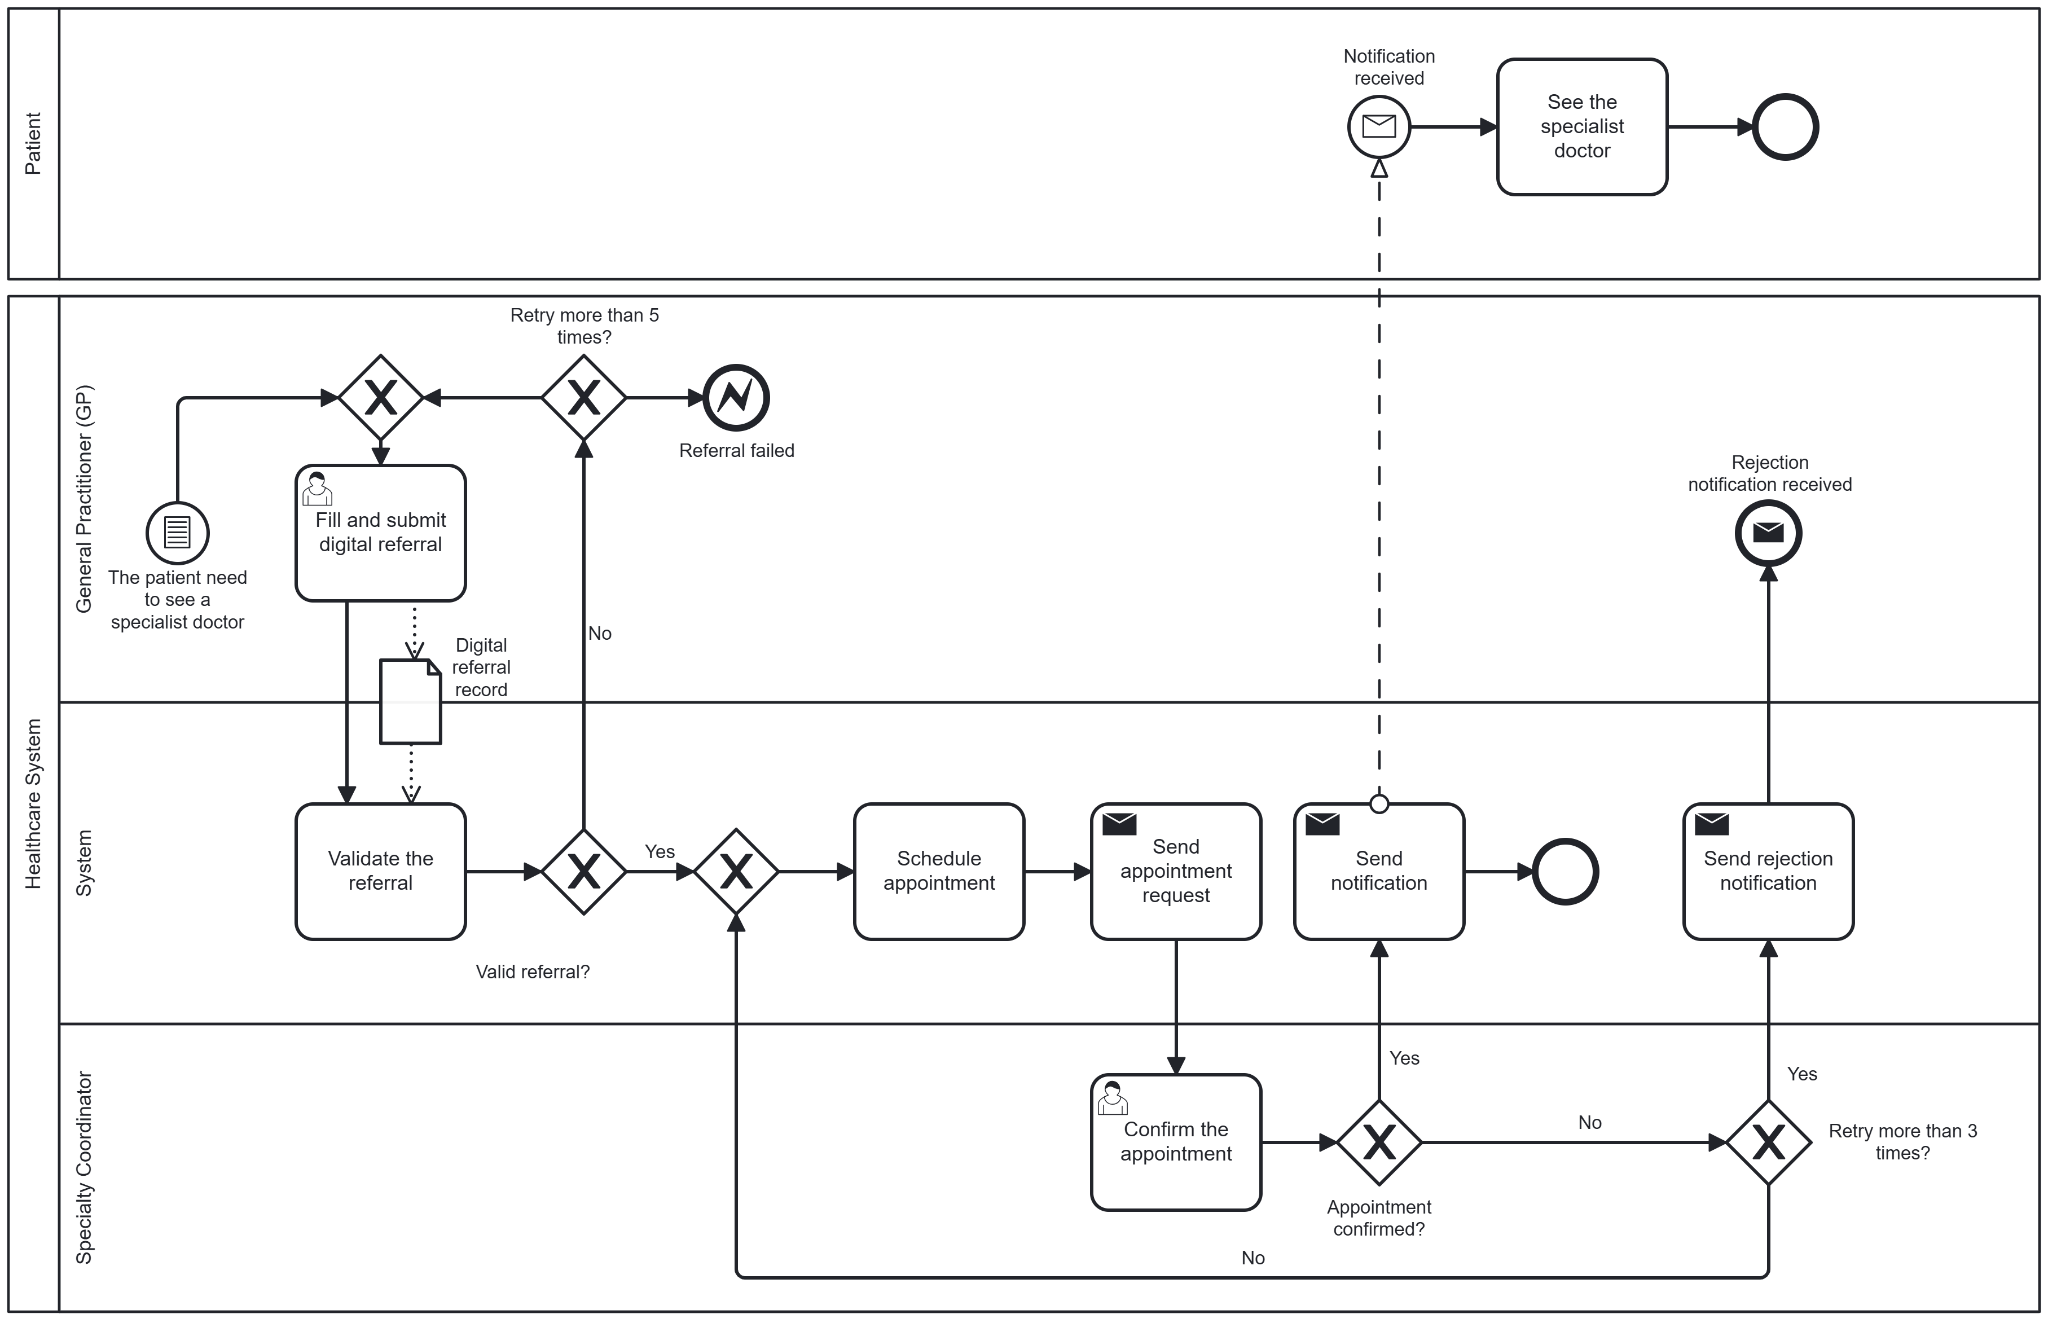 Patient
Notification
received
See the
specialist
doctor
Healthcare System
General Practitioner (GP)
Retry more than 5
times?
Referral failed
Fill and submit
digital referral
The patient need
to see a
specialist doctor
No
Digital
referral
record
Rejection
notification received
System
Validate the
referral
Valid referral?
Yes
Schedule
appointment
Send
appointment
request
Send
notification
Send rejection
notification
Specialty Coordinator
Confirm the
appointment
Yes
Appointment
confirmed?
No
Yes
Retry more than 3
times?
No